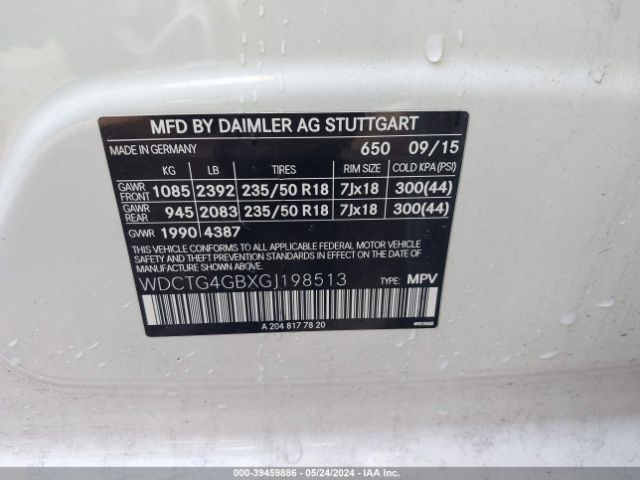 MFD BY DAIMLER AG STUTTGART
MADE IN GERMANY 650 09/15
KG LB TIRES RIM SIZE COLD KPA(PSI)
GAWR FRONT 1085 2392 235/50 R18 7Jx18 300(44)
GAWR REAR 945 2083 235/50 R18 7Jx18 300(44)
GVWR 1990 4387
THIS VEHICLE CONFORMS TO ALL APPLICABLE FEDERAL MOTOR VEHICLE
SAFETY AND THEFT PREVENTION STANDARDS IN EFFECT ON THE DATE OF
MANUFACTURE SHOWN ABOVE.
WDCTG4GBXGJ198513 TYPE: MPV
A 204 817 78 20
000-39459886 - 05/24/2024 - IAA, Inc.